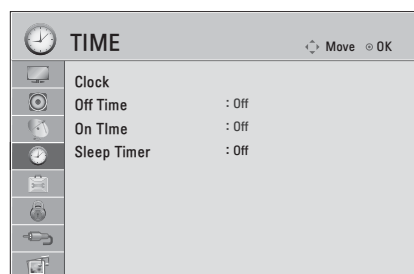 TIME Move OK
Clock
Off Time : Off
On TIme : Off
Sleep Timer : Off